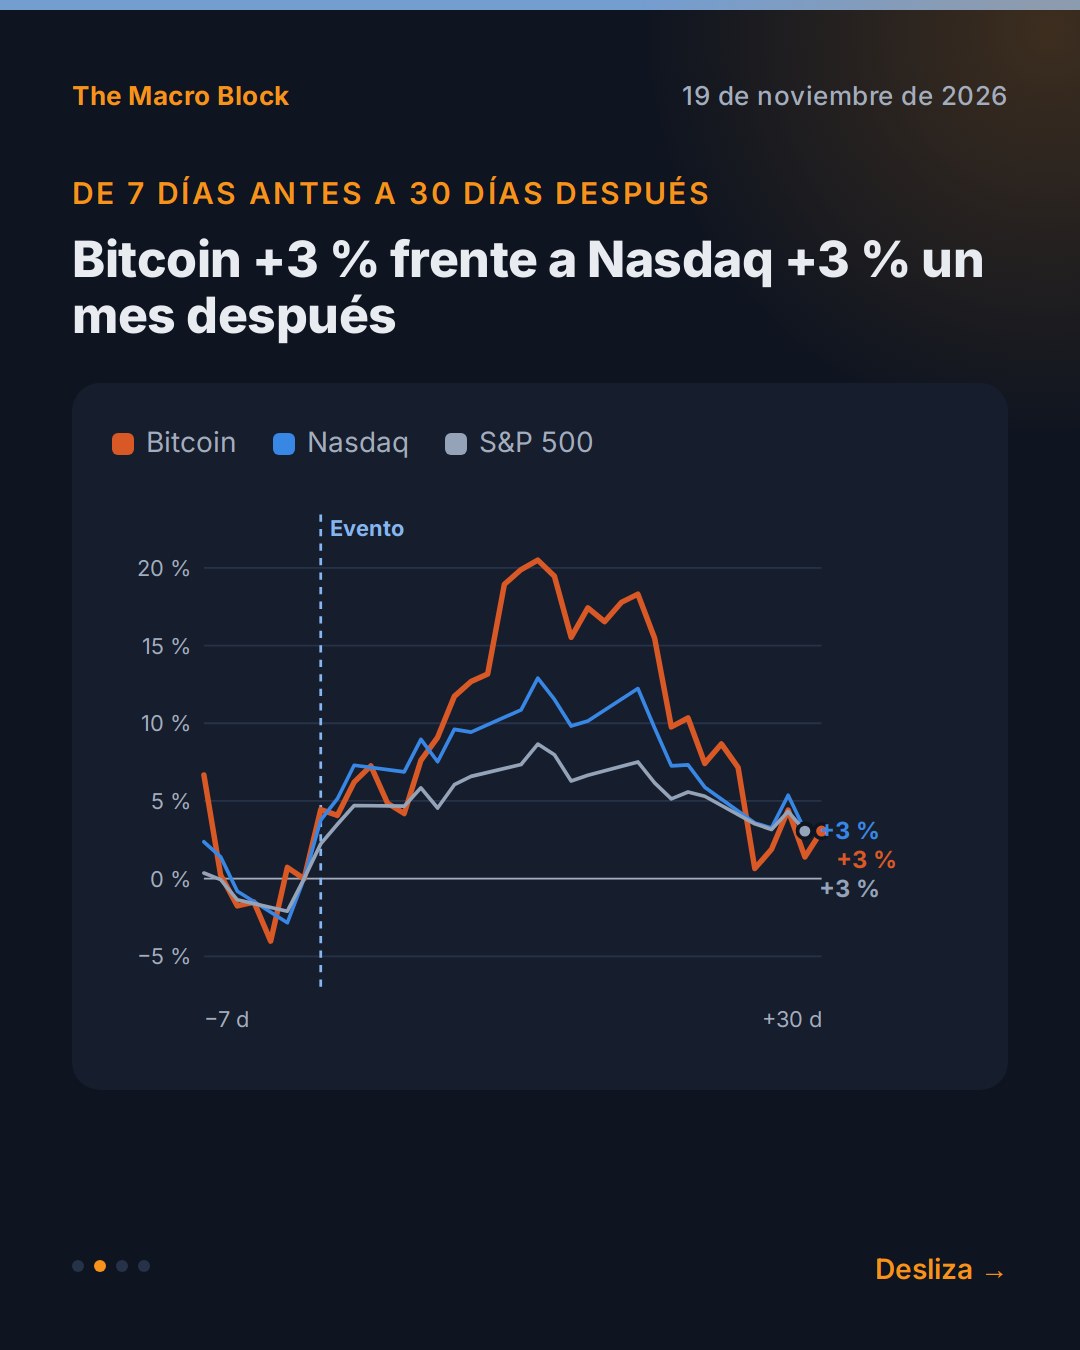 The Macro Block
19 de noviembre de 2026
DE 7 DÍAS ANTES A 30 DÍAS DESPUÉS
Bitcoin +3 % frente a Nasdaq +3 % un
mes después
Bitcoin
Nasdaq
S&P 500
Evento
20 %
15 %
10 %
5 %
0 %
−5 %
+3 %
+3 %
+3 %
−7 d
+30 d
Desliza →